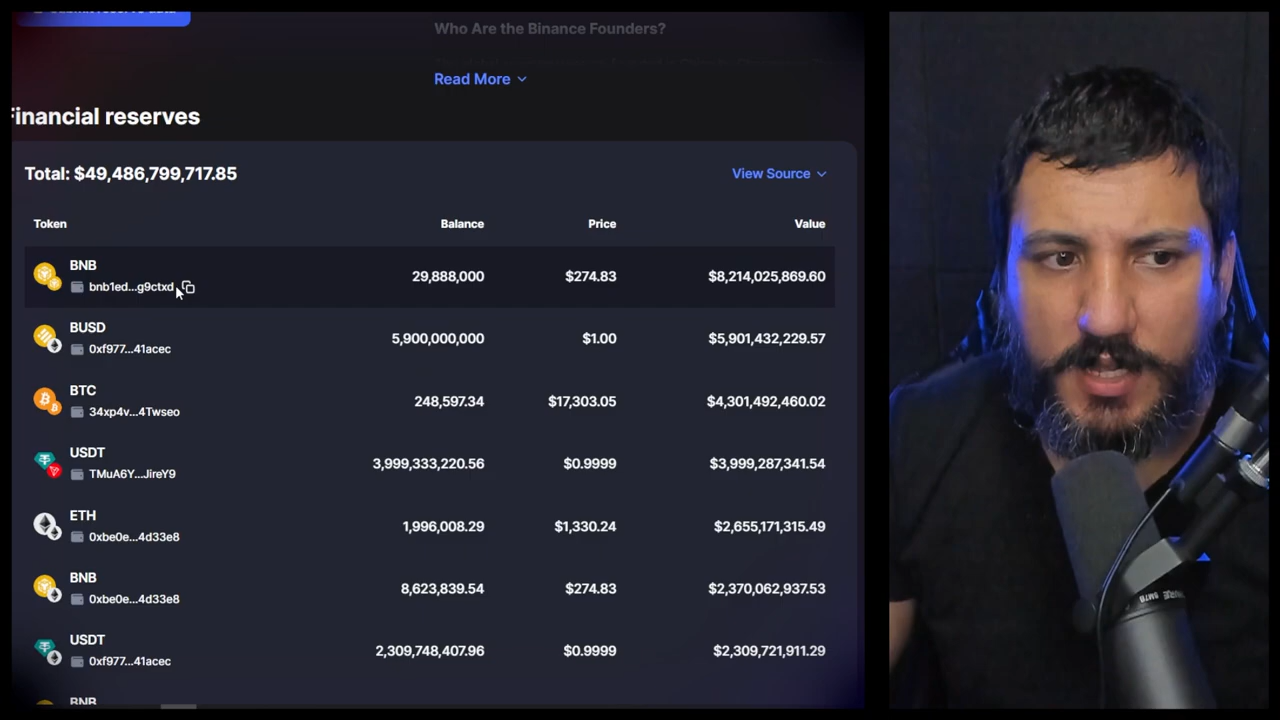 Who Are the Binance Founders?
Read More
Financial reserves
Total: $49,486,799,717.85
View Source
Token Balance Price Value
BNB
bnb1ed...g9ctxd
29,888,000 $274.83 $8,214,025,869.60
BUSD
0xf977...41acec
5,900,000,000 $1.00 $5,901,432,229.57
BTC
34xp4v...4Twseo
248,597.34 $17,303.05 $4,301,492,460.02
USDT
TMuA6Y...JireY9
3,999,333,220.56 $0.9999 $3,999,287,341.54
ETH
0xbe0e...4d33e8
1,996,008.29 $1,330.24 $2,655,171,315.49
BNB
0xbe0e...4d33e8
8,623,839.54 $274.83 $2,370,062,937.53
USDT
0xf977...41acec
2,309,748,407.96 $0.9999 $2,309,721,911.29
BNB